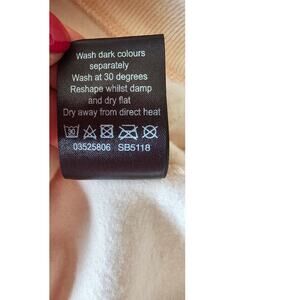 Wash dark colours
separately
Wash at 30 degrees
Reshape whilst damp
and dry flat
Dry away from direct heat
30
03525806 SB5118